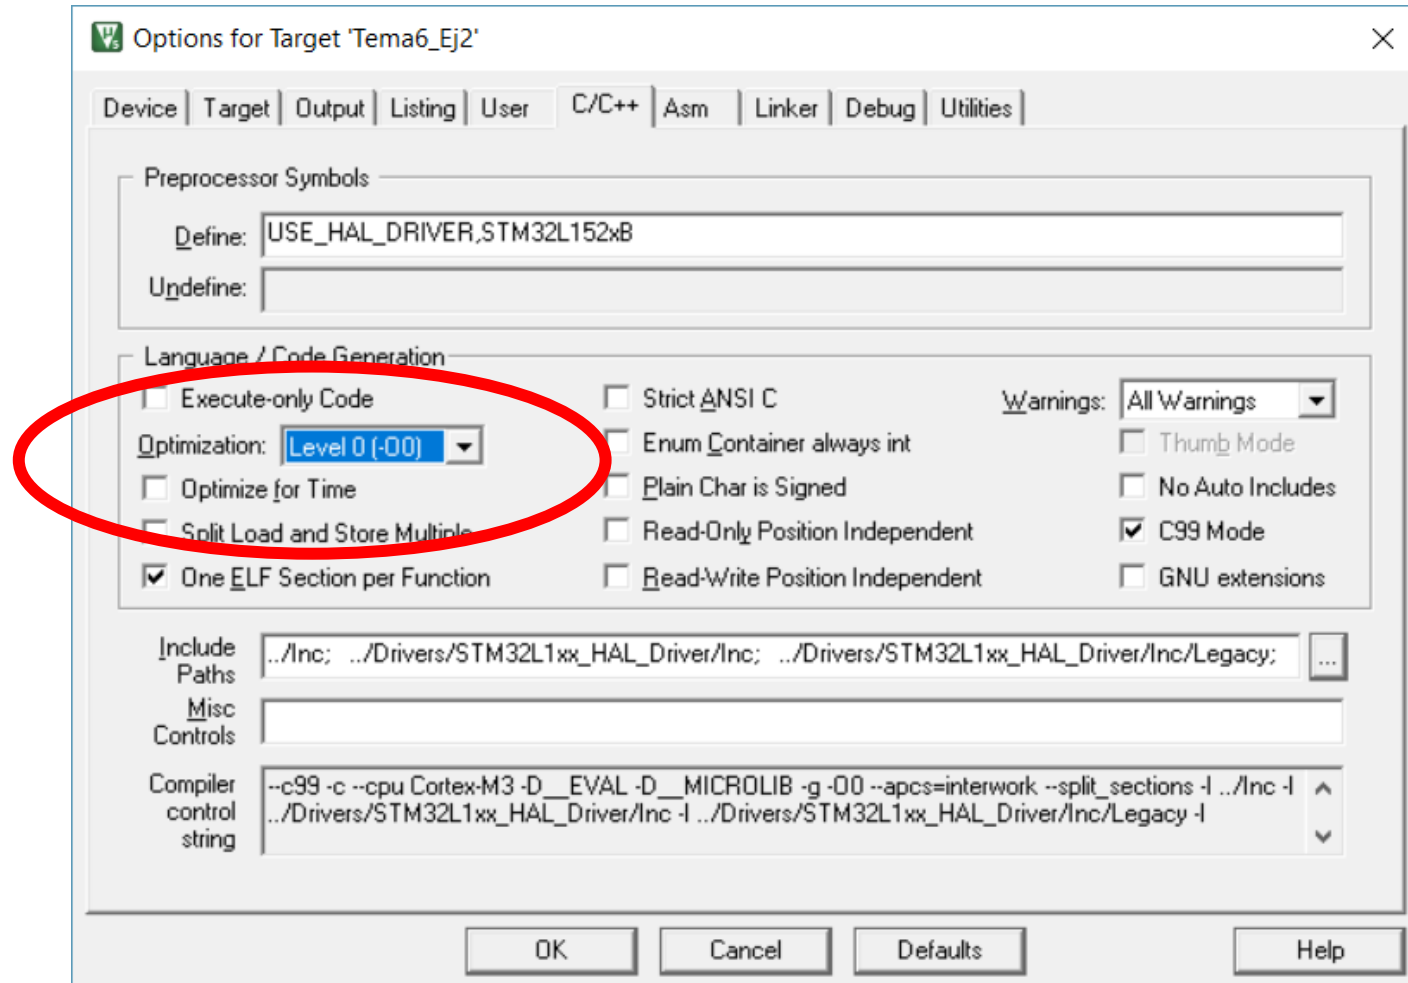 Options for Target 'Tema6_Ej2'
Device Target Output Listing User C/C++ Asm Linker Debug Utilities
Preprocessor Symbols
Define: USE_HAL_DRIVER,STM32L152xB
Undefine:
Language / Code Generation
Execute-only Code Strict ANSI C Warnings: All Warnings
Optimization: Level 0 (-O0) Enum Container always int Thumb Mode
Optimize for Time Plain Char is Signed No Auto Includes
Split Load and Store Multiple Read-Only Position Independent C99 Mode
One ELF Section per Function Read-Write Position Independent GNU extensions
Include Paths ../Inc; ../Drivers/STM32L1xx_HAL_Driver/Inc; ../Drivers/STM32L1xx_HAL_Driver/Inc/Legacy; ...
Misc Controls
Compiler control string --c99 -c --cpu Cortex-M3 -D__EVAL -D__MICROLIB -g -O0 --apcs=interwork --split_sections -I ../Inc -I
../Drivers/STM32L1xx_HAL_Driver/Inc -I ../Drivers/STM32L1xx_HAL_Driver/Inc/Legacy -I
OK Cancel Defaults Help